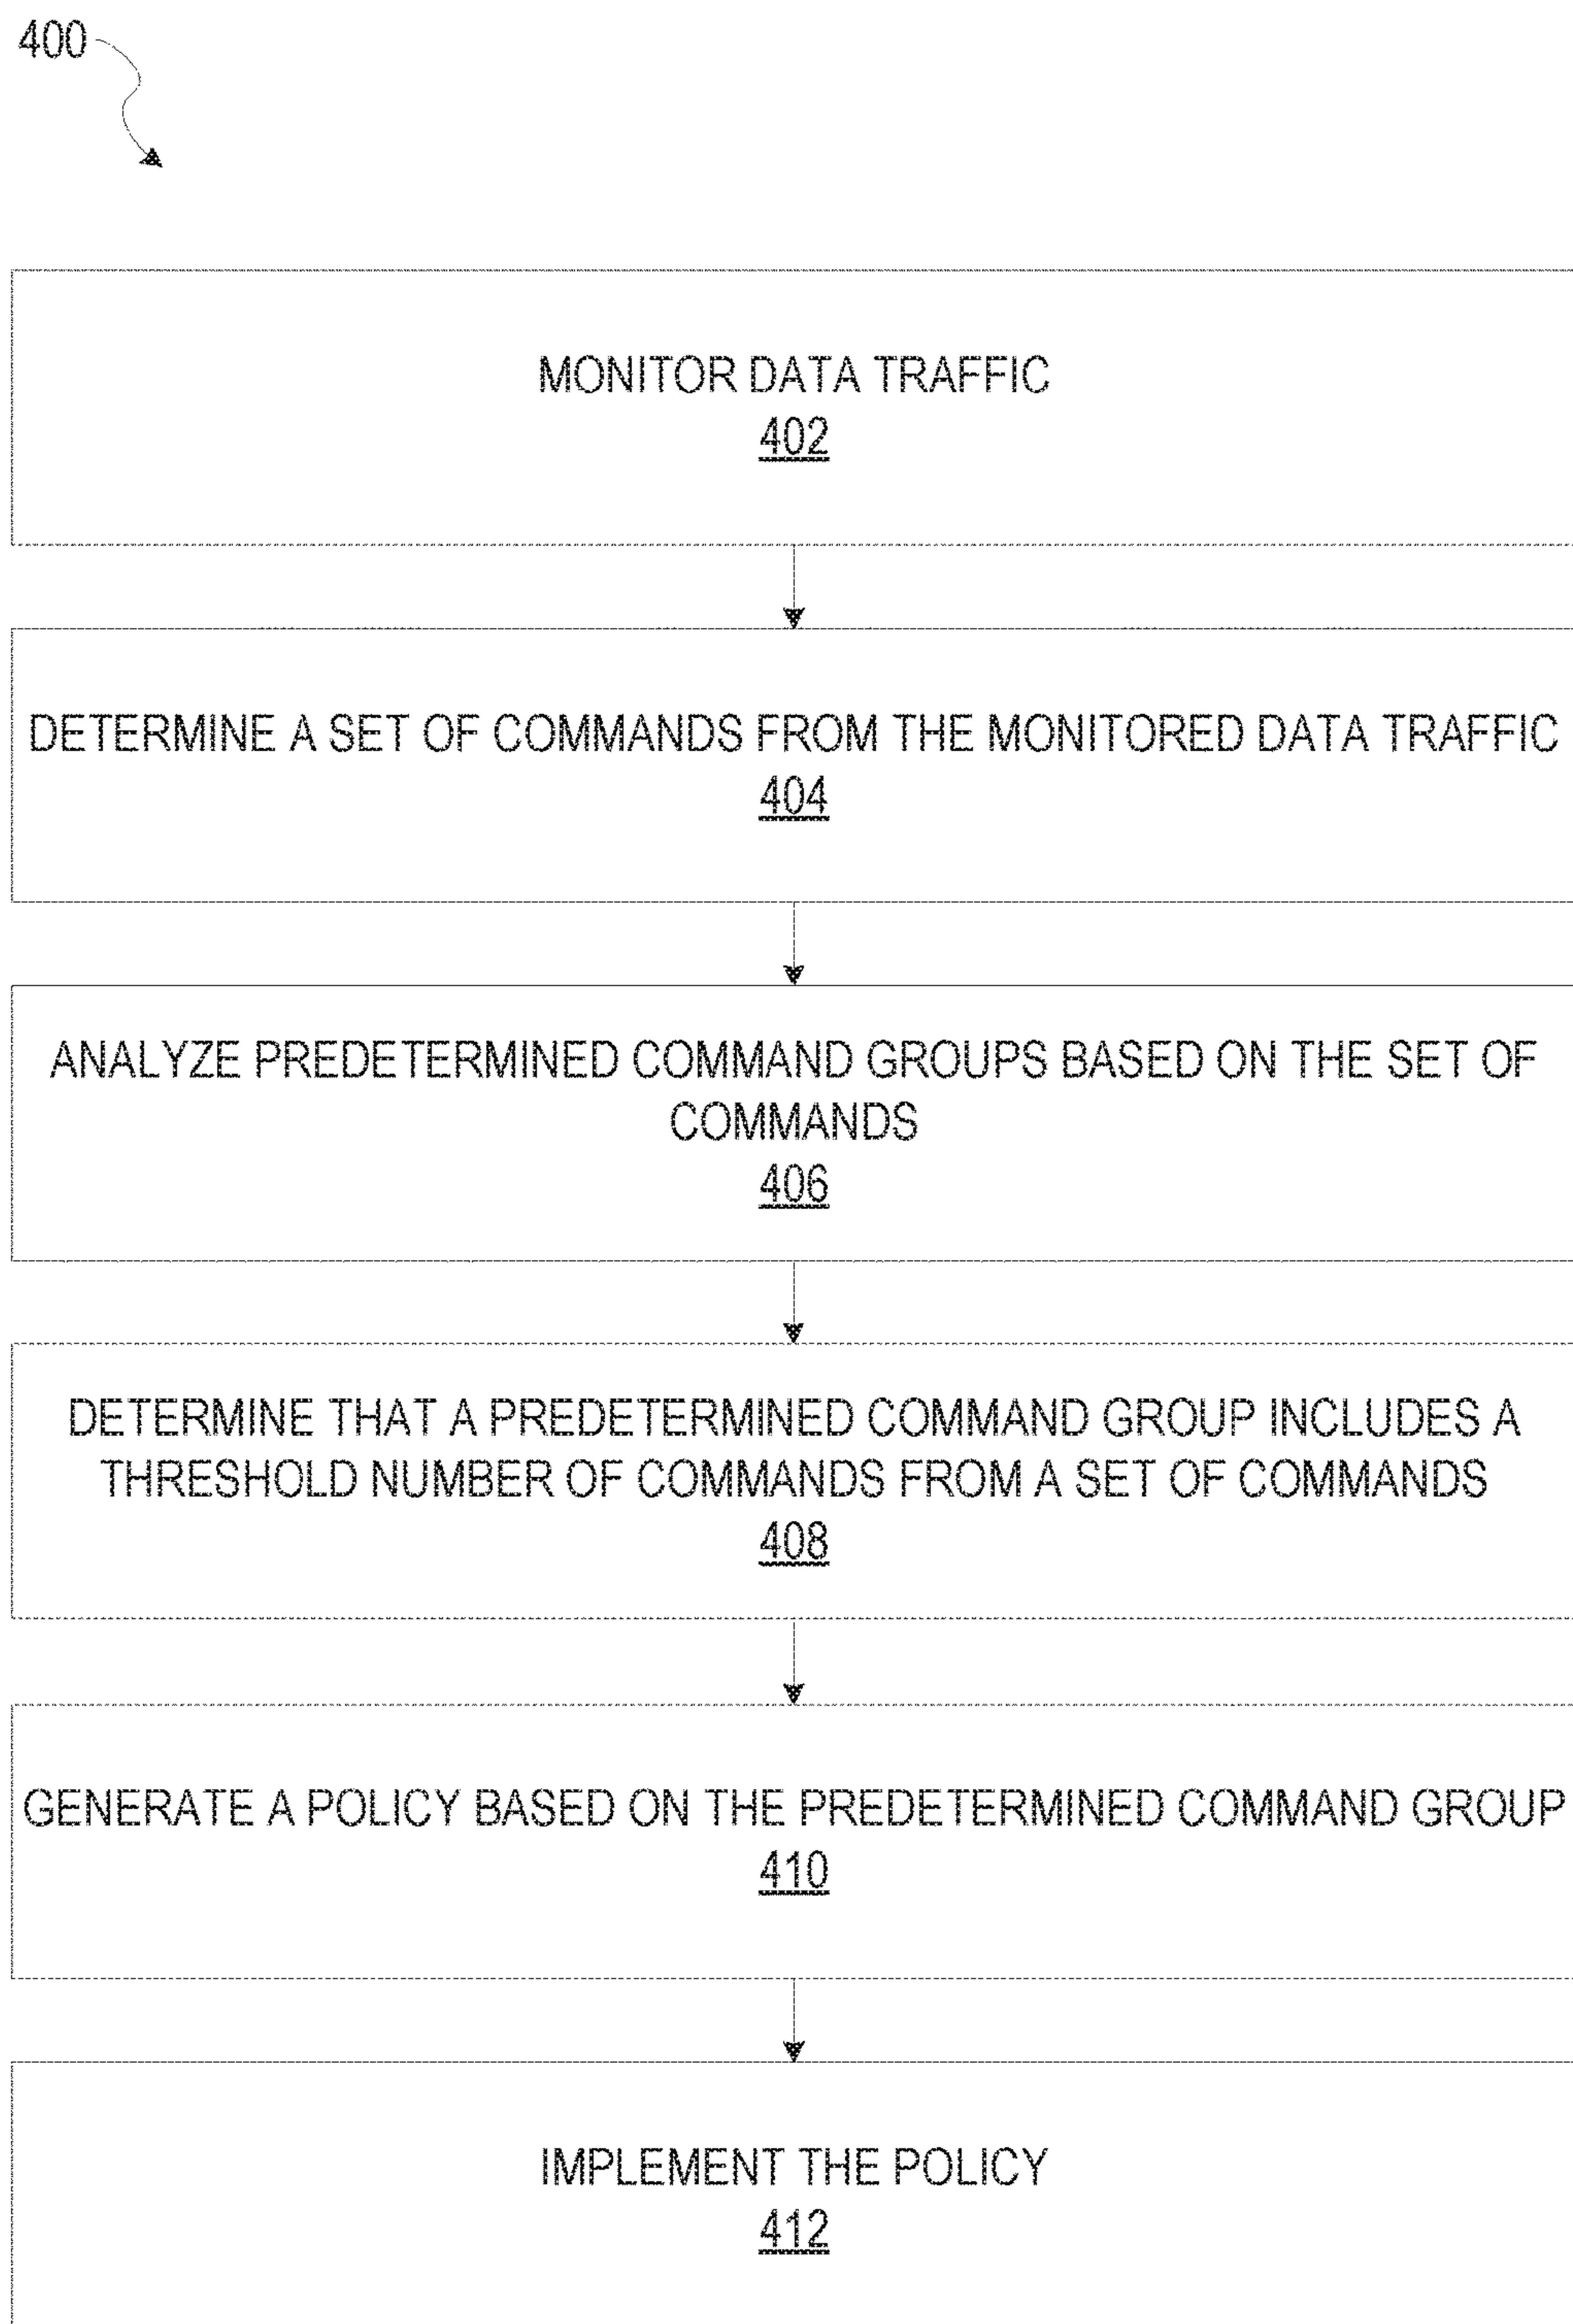 400
MONITOR DATA TRAFFIC
402
DETERMINE A SET OF COMMANDS FROM THE MONITORED DATA TRAFFIC
404
ANALYZE PREDETERMINED COMMAND GROUPS BASED ON THE SET OF
COMMANDS
406
DETERMINE THAT A PREDETERMINED COMMAND GROUP INCLUDES A
THRESHOLD NUMBER OF COMMANDS FROM A SET OF COMMANDS
408
GENERATE A POLICY BASED ON THE PREDETERMINED COMMAND GROUP
410
IMPLEMENT THE POLICY
412